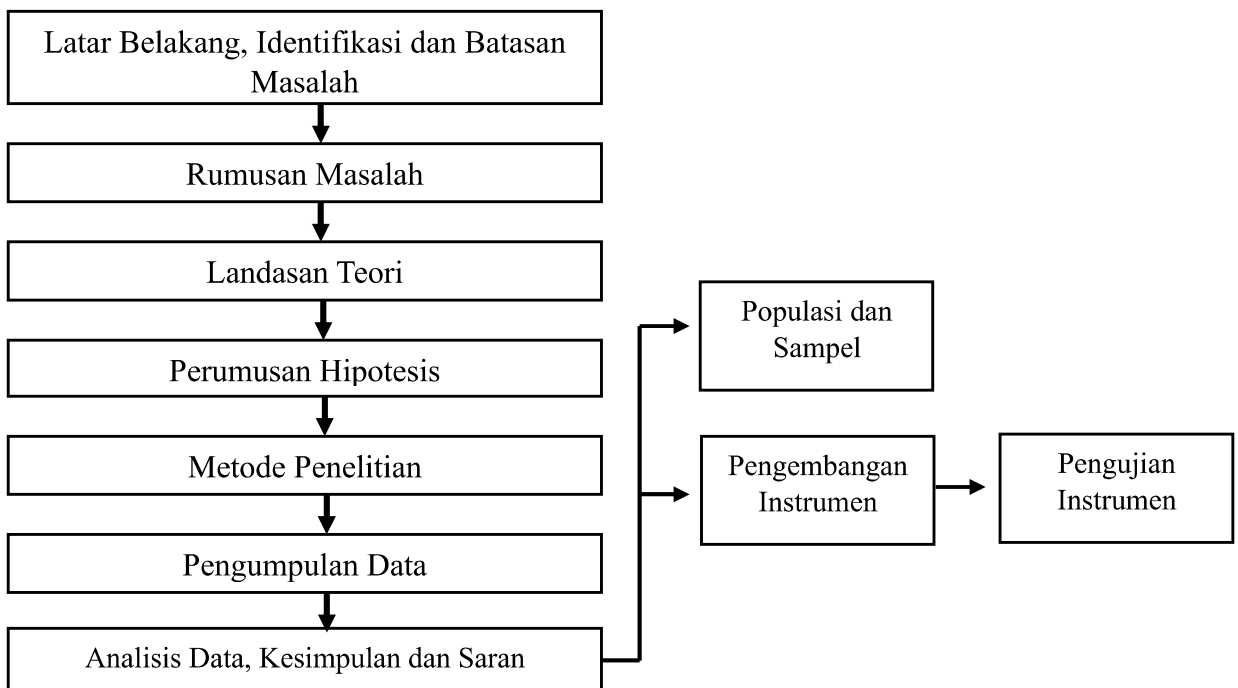 Latar Belakang, Identifikasi dan Batasan
Masalah
Rumusan Masalah
Landasan Teori
Perumusan Hipotesis
Metode Penelitian
Pengumpulan Data
Analisis Data, Kesimpulan dan Saran
Populasi dan
Sampel
Pengembangan
Instrumen
Pengujian
Instrumen